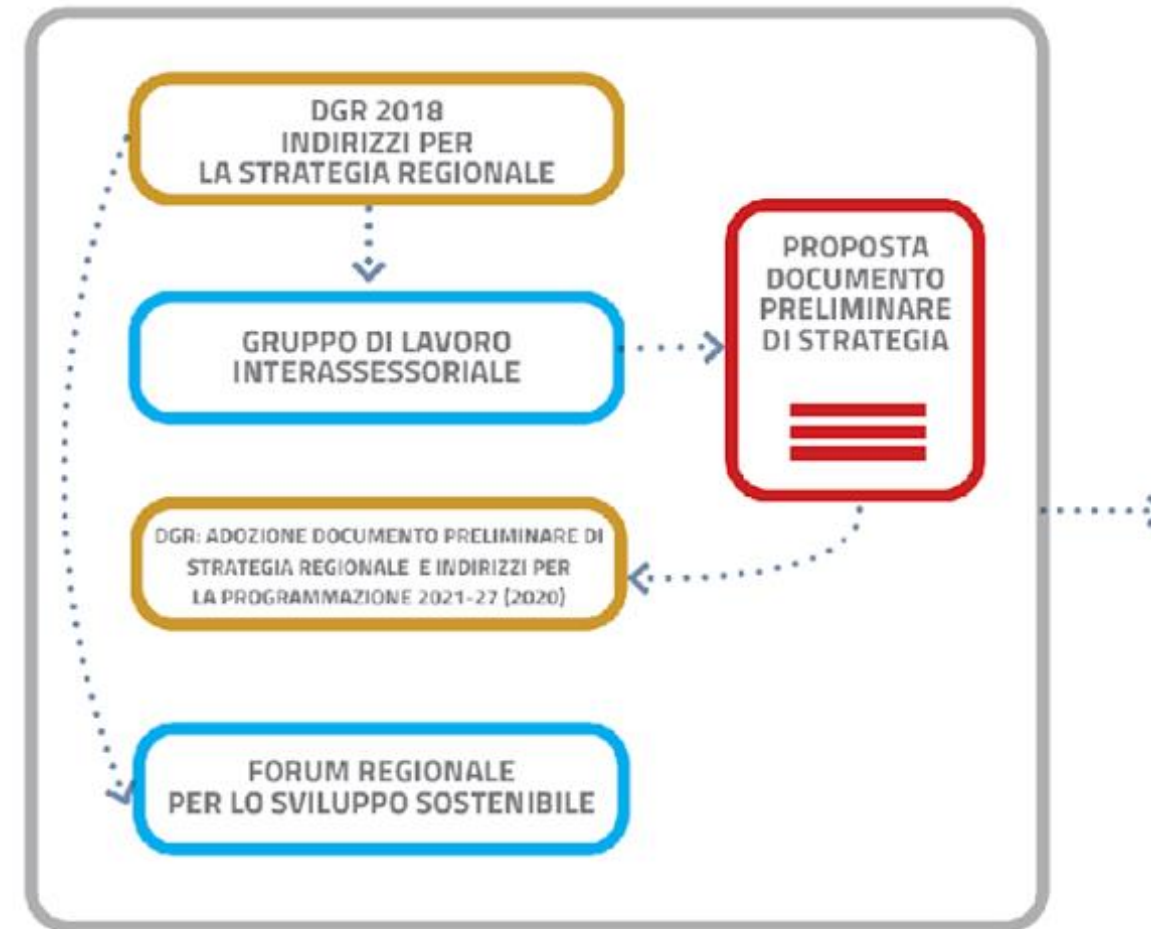 DGR 2018
INDIRIZZI PER
LA STRATEGIA REGIONALE
GRUPPO DI LAVORO
INTERASSESSORIALE
PROPOSTA
DOCUMENTO
PRELIMINARE
DI STRATEGIA
DGR: ADOZIONE DOCUMENTO PRELIMINARE DI
STRATEGIA REGIONALE E INDIRIZZI PER
LA PROGRAMMAZIONE 2021-27 (2020)
FORUM REGIONALE
PER LO SVILUPPO SOSTENIBILE